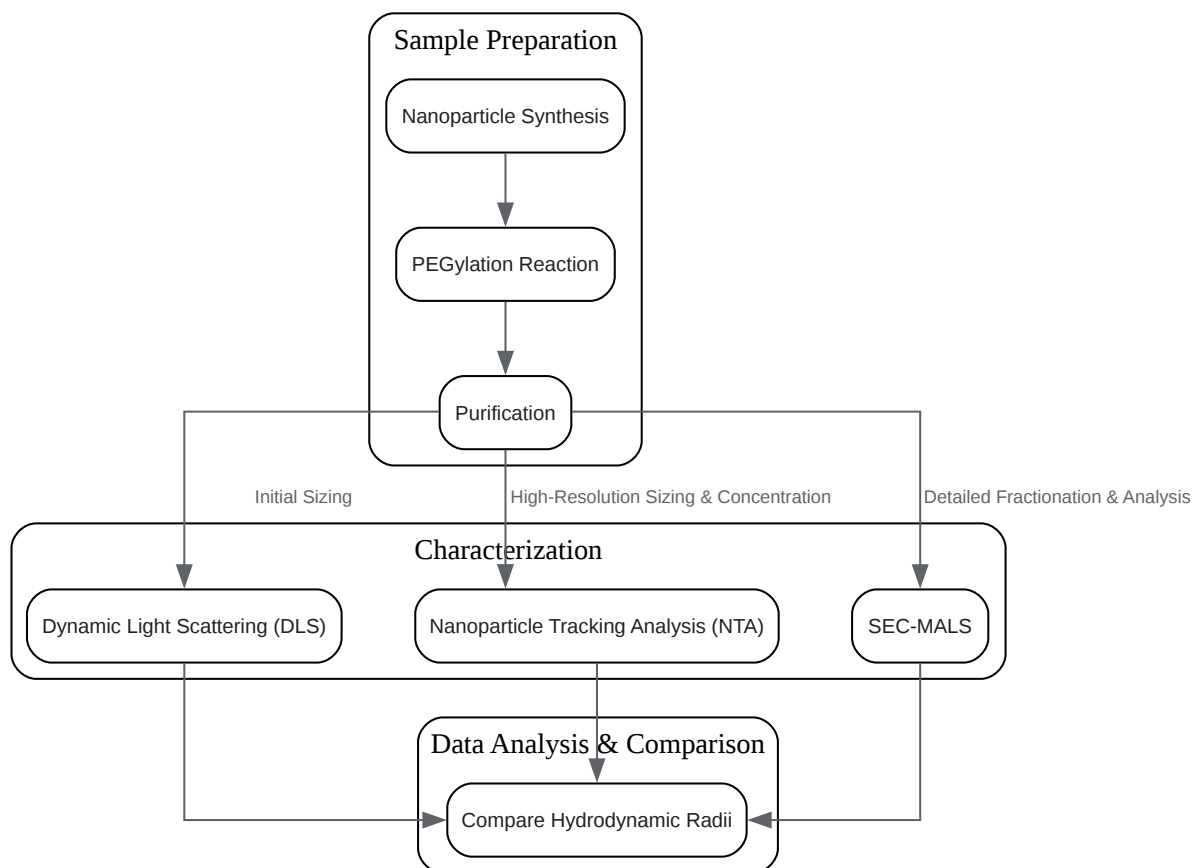 Sample Preparation
Nanoparticle Synthesis
PEGylation Reaction
Purification
Initial Sizing
High-Resolution Sizing & Concentration
Detailed Fractionation & Analysis
Characterization
Dynamic Light Scattering (DLS)
Nanoparticle Tracking Analysis (NTA)
SEC-MALS
Data Analysis & Comparison
Compare Hydrodynamic Radii